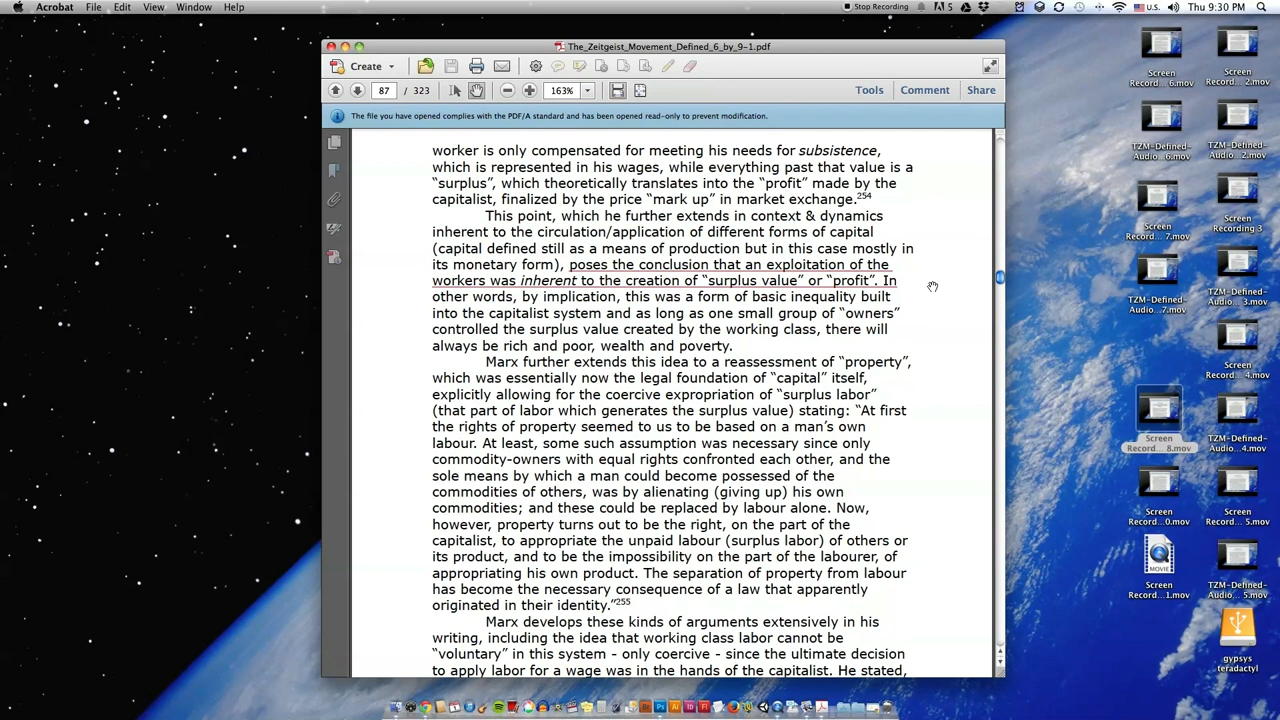 Acrobat File Edit View Window Help
Stop Recording 5 U.S. Thu 9:30 PM
The_Zeitgeist_Movement_Defined_6_by_9-1.pdf
Create
87 / 323 163% Tools Comment Share
The file you have opened complies with the PDF/A standard and has been opened read-only to prevent modification.
worker is only compensated for meeting his needs for subsistence,
which is represented in his wages, while everything past that value is a
“surplus”, which theoretically translates into the “profit” made by the
capitalist, finalized by the price “mark up” in market exchange.254
This point, which he further extends in context & dynamics
inherent to the circulation/application of different forms of capital
(capital defined still as a means of production but in this case mostly in
its monetary form), poses the conclusion that an exploitation of the
workers was inherent to the creation of “surplus value” or “profit”. In
other words, by implication, this was a form of basic inequality built
into the capitalist system and as long as one small group of “owners”
controlled the surplus value created by the working class, there will
always be rich and poor, wealth and poverty.
Marx further extends this idea to a reassessment of “property”,
which was essentially now the legal foundation of “capital” itself,
explicitly allowing for the coercive expropriation of “surplus labor”
(that part of labor which generates the surplus value) stating: “At first
the rights of property seemed to us to be based on a man’s own
labour. At least, some such assumption was necessary since only
commodity-owners with equal rights confronted each other, and the
sole means by which a man could become possessed of the
commodities of others, was by alienating (giving up) his own
commodities; and these could be replaced by labour alone. Now,
however, property turns out to be the right, on the part of the
capitalist, to appropriate the unpaid labour (surplus labor) of others or
its product, and to be the impossibility on the part of the labourer, of
appropriating his own product. The separation of property from labour
has become the necessary consequence of a law that apparently
originated in their identity.”255
Marx develops these kinds of arguments extensively in his
writing, including the idea that working class labor cannot be
“voluntary” in this system - only coercive - since the ultimate decision
to apply labor for a wage was in the hands of the capitalist. He stated,
Screen
Record... 6.mov
Screen
Record... 2.mov
TZM-Defined-
Audio... 6.mov
TZM-Defined-
Audio... 2.mov
Screen
Record... 7.mov
Screen
Recording 3
TZM-Defined-
Audio... 7.mov
TZM-Defined-
Audio... 3.mov
Screen
Record... 4.mov
Screen
Record... 8.mov
TZM-Defined-
Audio... 4.mov
Screen
Record...0.mov
Screen
Record... 5.mov
MOVIE
Screen
Record...1.mov
TZM-Defined-
Audio... 5.mov
gypsys
teradactyl